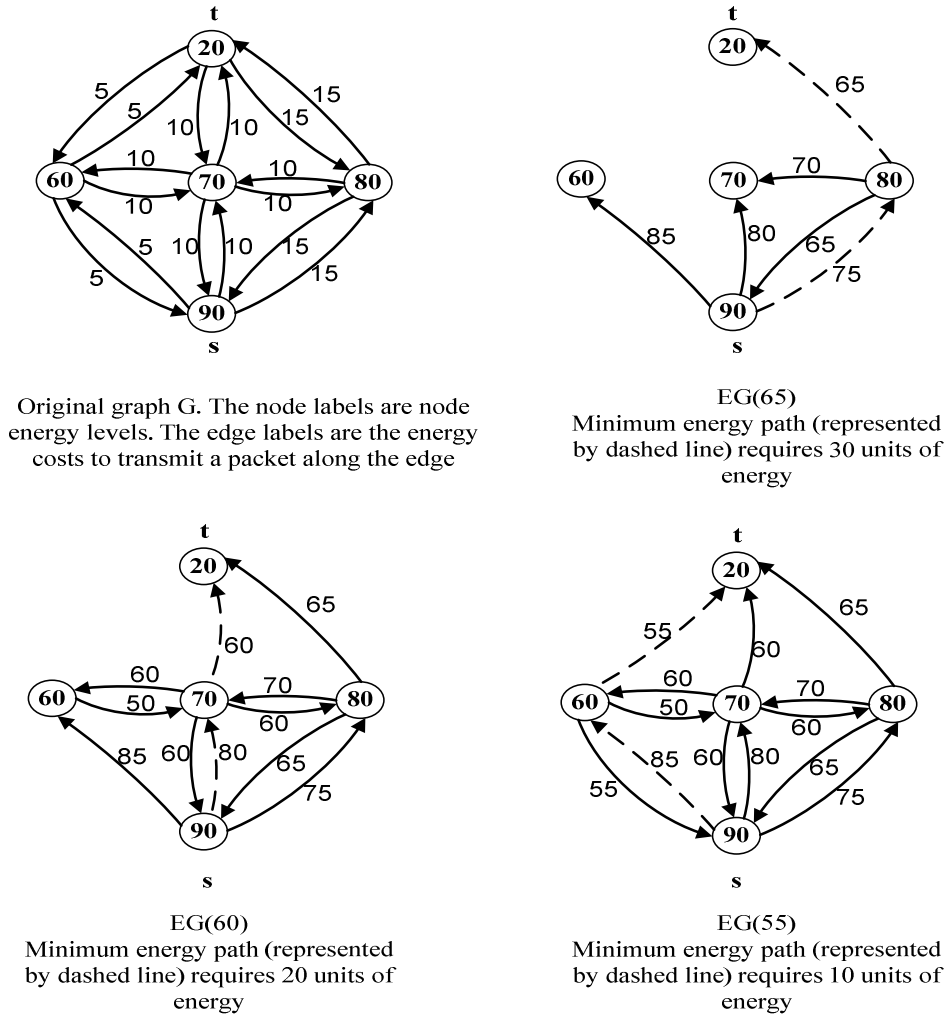 t
20
5
5
10
10
15
15
60
10
10
70
10
10
80
5
5
10
10
15
15
90
s
Original graph G. The node labels are node
energy levels. The edge labels are the energy
costs to transmit a packet along the edge
t
20
65
60
70
70
80
85
80
65
75
90
s
EG(65)
Minimum energy path (represented
by dashed line) requires 30 units of
energy
t
20
65
60
60
60
50
70
70
60
80
85
60
80
65
75
90
s
EG(60)
Minimum energy path (represented
by dashed line) requires 20 units of
energy
t
20
55
60
65
60
60
50
70
70
60
80
55
85
60
80
65
75
90
s
EG(55)
Minimum energy path (represented
by dashed line) requires 10 units of
energy